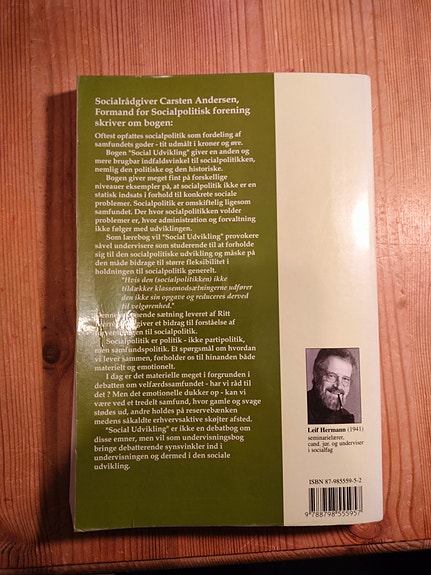 Socialrådgiver Carsten Andersen,
Formand for Socialpolitisk forening
skriver om bogen:
Oftest opfattes socialpolitik som fordeling af
samfundets goder - tit udmålt i kroner og øre.
Bogen "Social Udvikling" giver en anden og
mere brugbar indfaldsvinkel til socialpolitikken,
nemlig den politiske og den historiske.
Bogen giver meget fint på forskellige
niveauer eksempler på, at socialpolitik ikke er en
statisk indsats i forhold til konkrete sociale
problemer. Socialpolitik er omskiftelig ligesom
samfundet. Der hvor socialpolitikken volder
problemer er, hvor administration og forvaltning
ikke følger med udviklingen.
Som lærebog vil "Social Udvikling" provokere
såvel undervisere som studerende til at forholde
sig til den socialpolitiske udvikling og måske på
den måde bidrage til større fleksibilitet i
holdningen til socialpolitik generelt.
"Hvis den (socialpolitikken) ikke
tildækker klassemodsætningerne udfører
den ikke sin opgave og reduceres derved
til velgørenhed."
sætning leveret af Ritt
giver et bidrag til forståelse af
til socialpolitik.
Socialpolitik er politik - ikke partipolitik,
men samfundspolitik. Et spørgsmål om hvordan
vi lever sammen, forholder os til hinanden både
materielt og emotionelt.
I dag er det materielle meget i forgrunden i
debatten om velfærdssamfundet - har vi råd til
det ? Men det emotionelle dukker op - kan vi
være ved et tredelt samfund, hvor gamle og svage
stødes ud, andre holdes på reservebænken
medens såkaldte erhvervsaktive skøjter afsted.
"Social Udvikling" er ikke en debatbog om
disse emner, men vil som undervisningsbog
bringe debatterende synsvinkler ind i
undervisningen og dermed i den sociale
udvikling.
Leif Hermann (1941)
seminarielærer,
cand. jur. og underviser
i socialfag
ISBN 87-985559-5-2
9 788798 555957